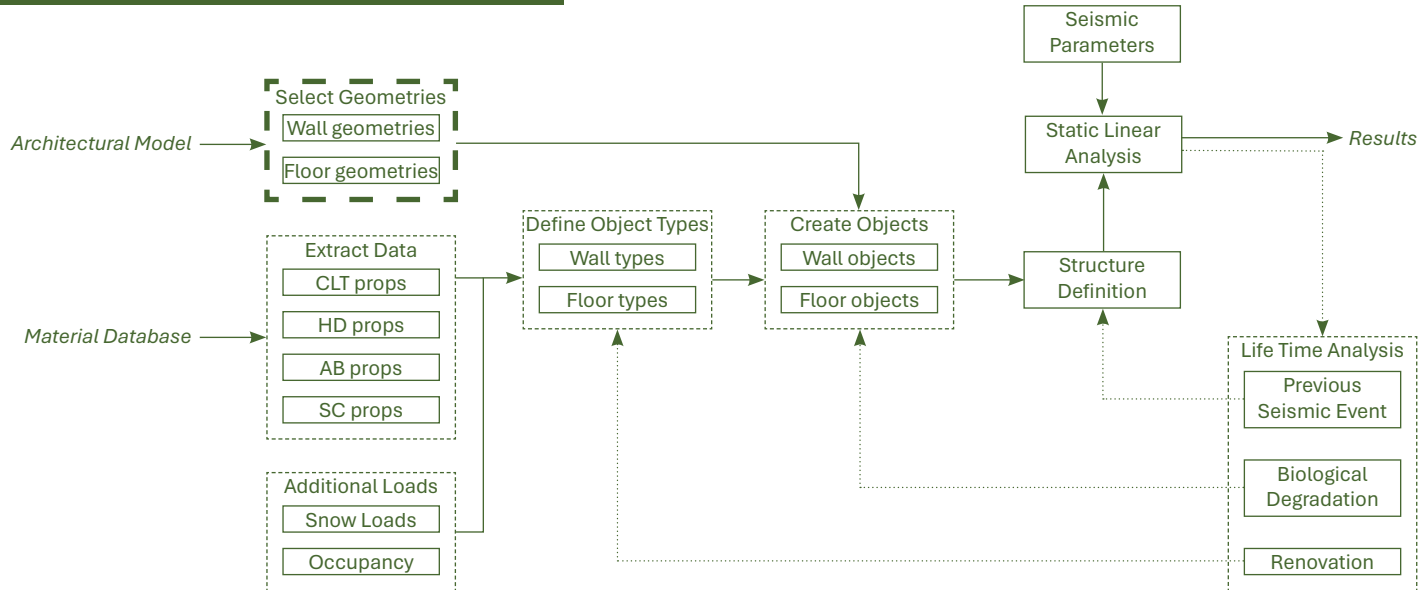 Seismic
Parameters
Select Geometries
Wall geometries
Floor geometries
Architectural Model
Static Linear
Analysis
Results
Extract Data
CLT props
HD props
AB props
SC props
Material Database
Define Object Types
Wall types
Floor types
Create Objects
Wall objects
Floor objects
Structure
Definition
Life Time Analysis
Previous
Seismic Event
Biological
Degradation
Renovation
Additional Loads
Snow Loads
Occupancy